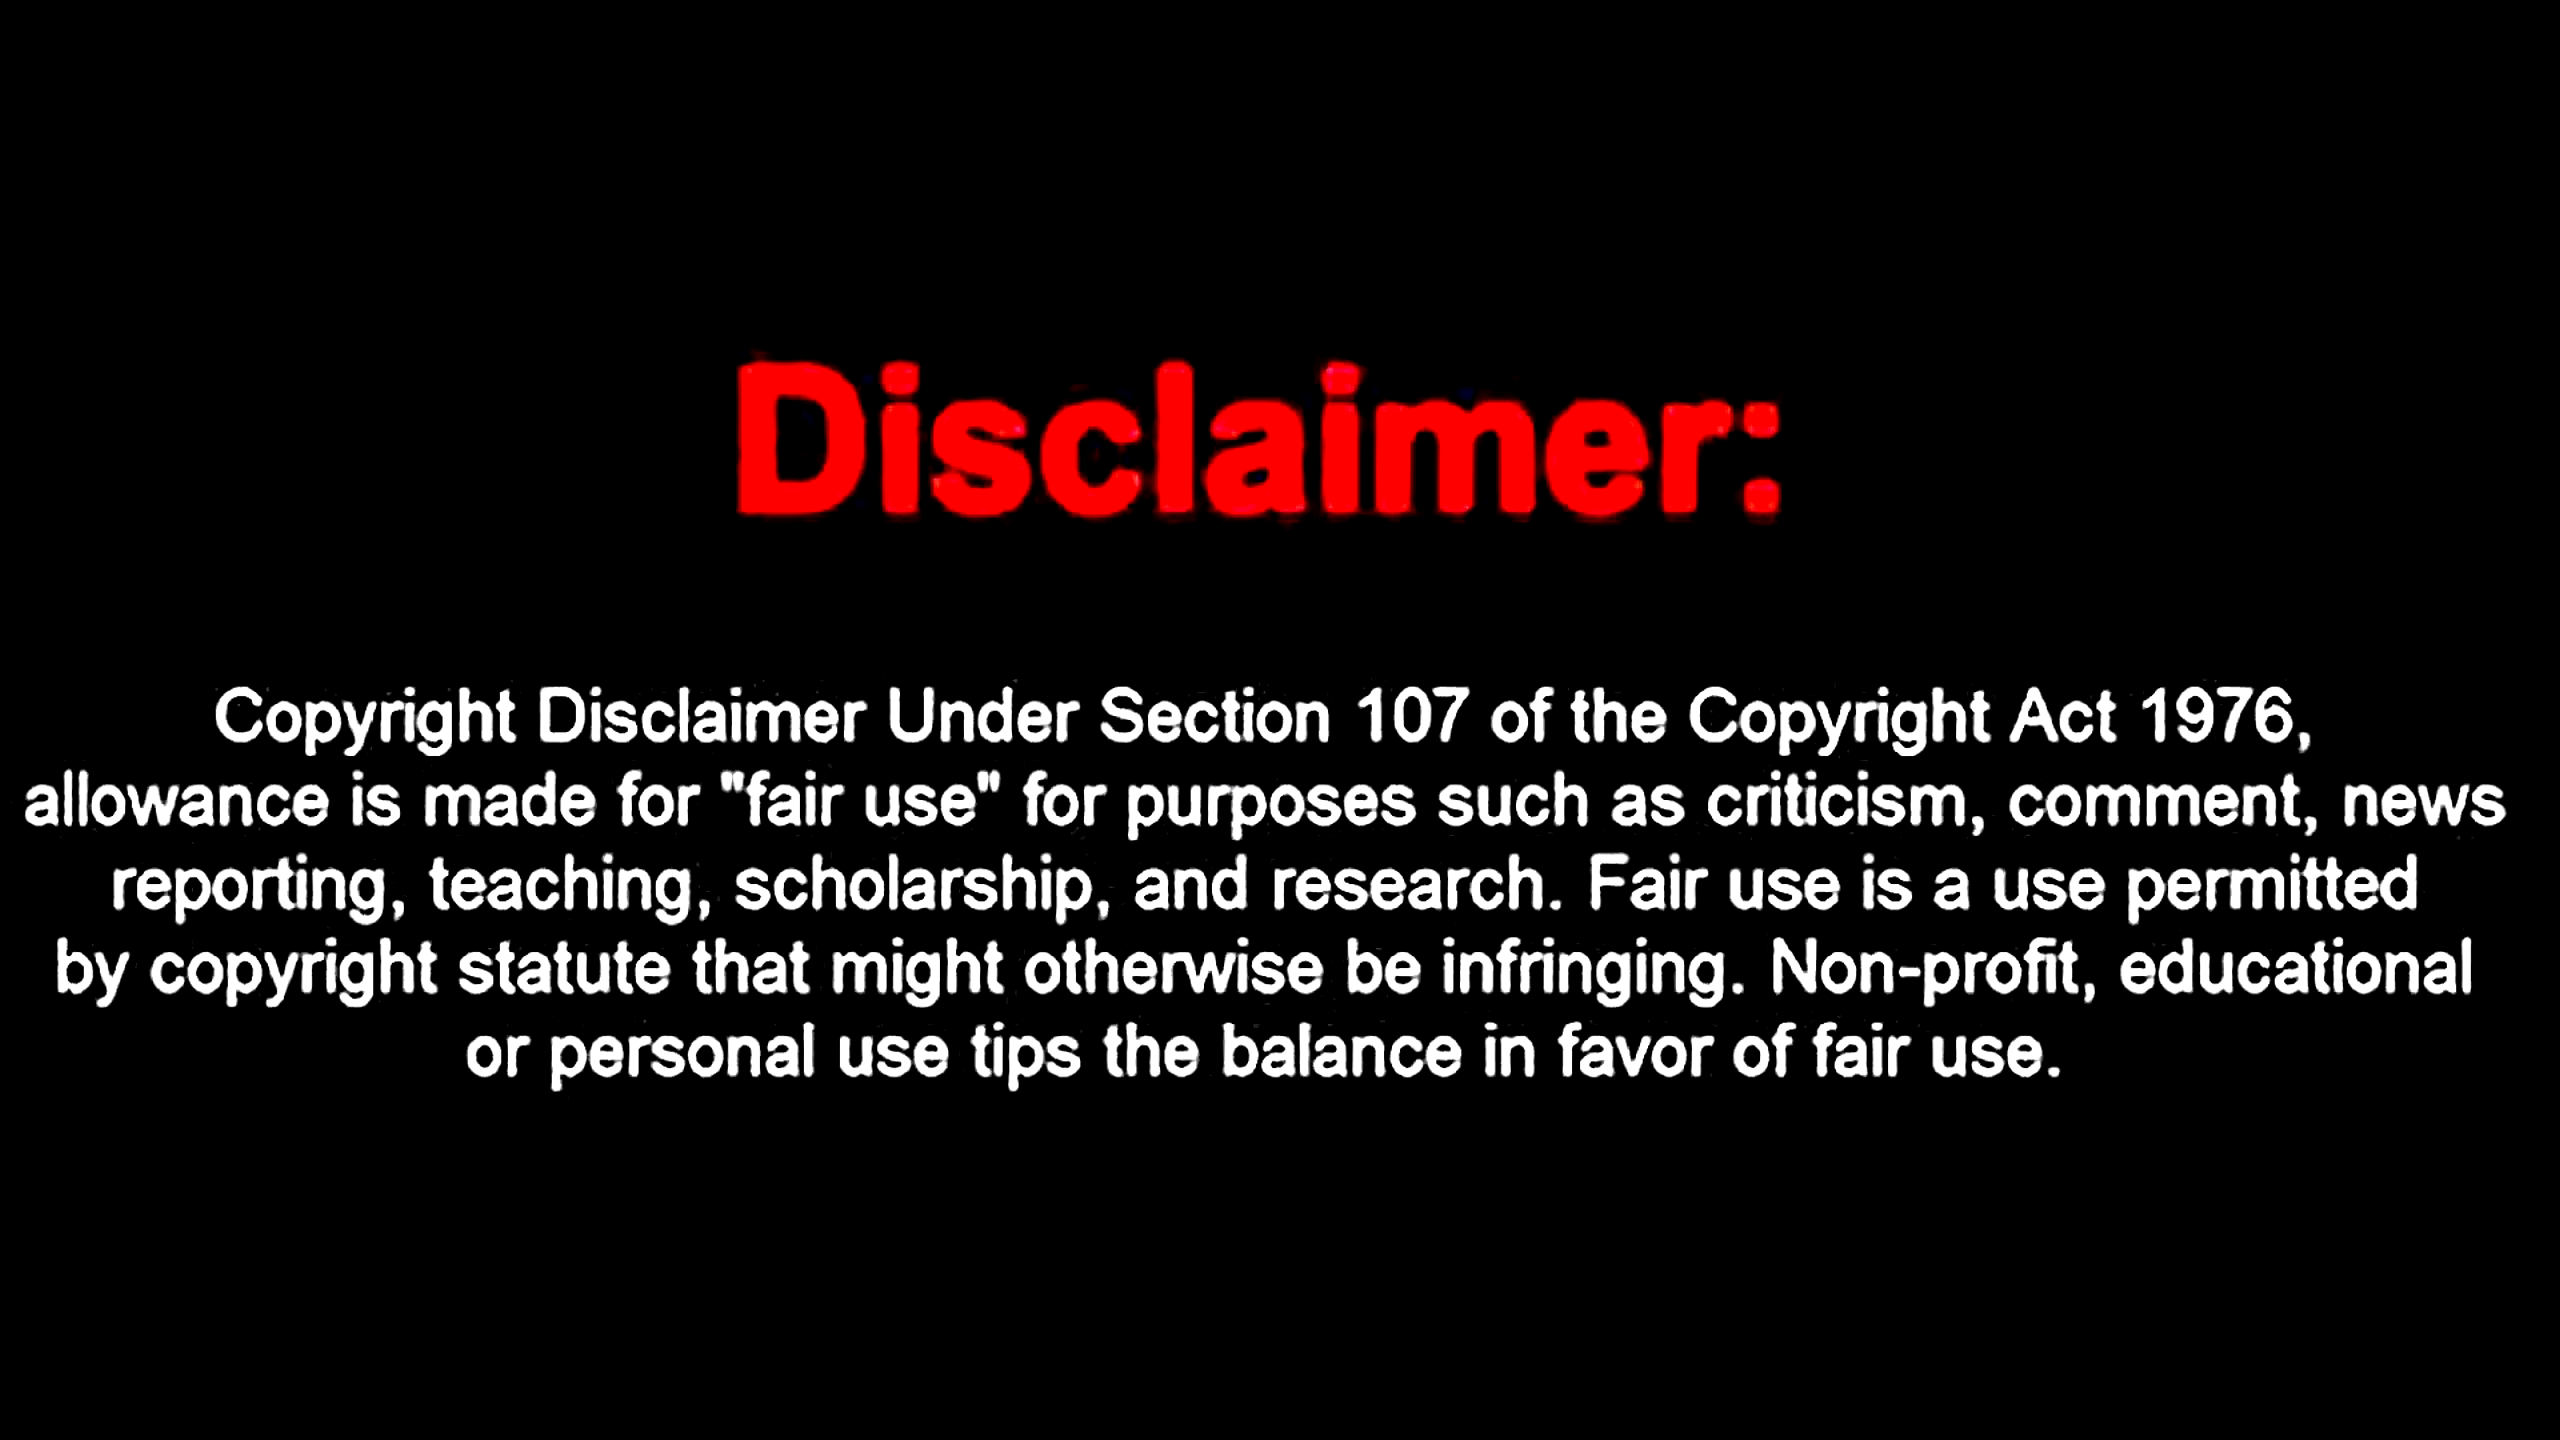 Disclaimer:
Copyright Disclaimer Under Section 107 of the Copyright Act 1976,
allowance is made for "fair use" for purposes such as criticism, comment, news
reporting, teaching, scholarship, and research. Fair use is a use permitted
by copyright statute that might otherwise be infringing. Non-profit, educational
or personal use tips the balance in favor of fair use.